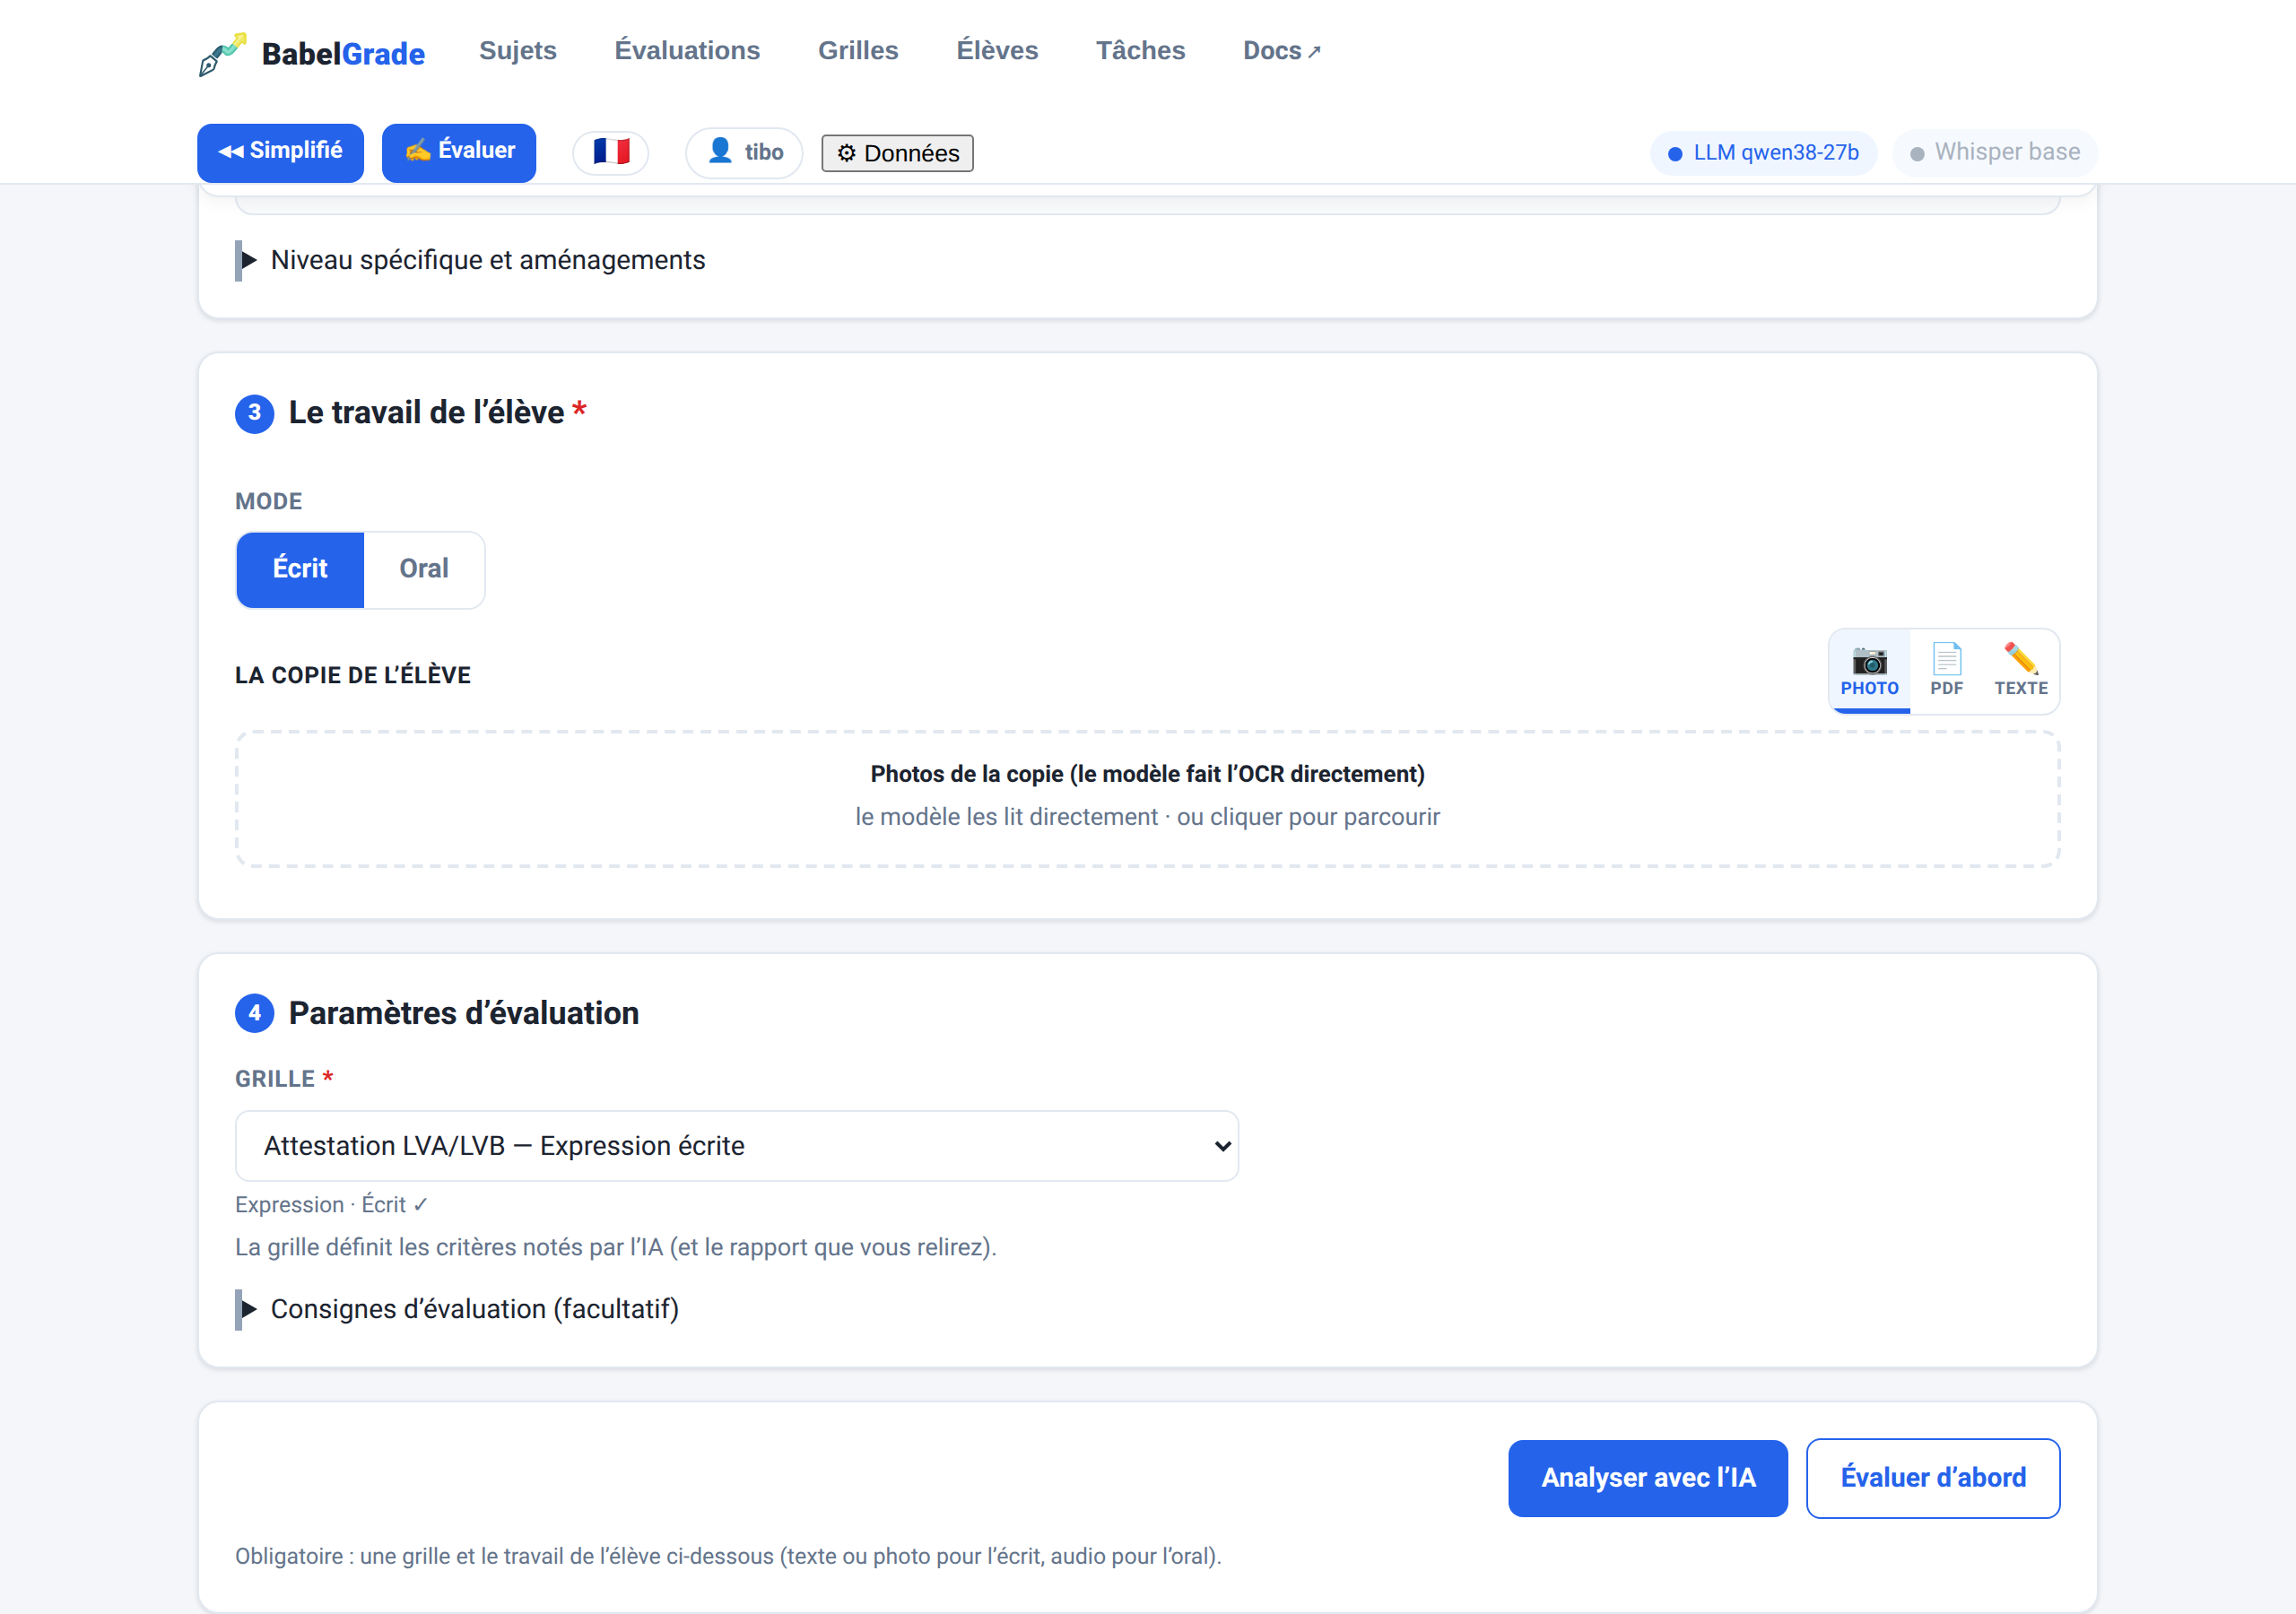 BabelGrade
Sujets
Évaluations
Grilles
Élèves
Tâches
Docs ↗
◀◀ Simplifié
✍️ Évaluer
tibo
⚙ Données
LLM qwen38-27b
Whisper base
Niveau spécifique et aménagements
3 Le travail de l’élève *
MODE
Écrit
Oral
LA COPIE DE L’ÉLÈVE
PHOTO
PDF
TEXTE
Photos de la copie (le modèle fait l’OCR directement)
le modèle les lit directement · ou cliquer pour parcourir
4 Paramètres d’évaluation
GRILLE *
Attestation LVA/LVB — Expression écrite
Expression · Écrit ✓
La grille définit les critères notés par l’IA (et le rapport que vous relirez).
Consignes d’évaluation (facultatif)
Analyser avec l’IA
Évaluer d’abord
Obligatoire : une grille et le travail de l’élève ci-dessous (texte ou photo pour l’écrit, audio pour l’oral).